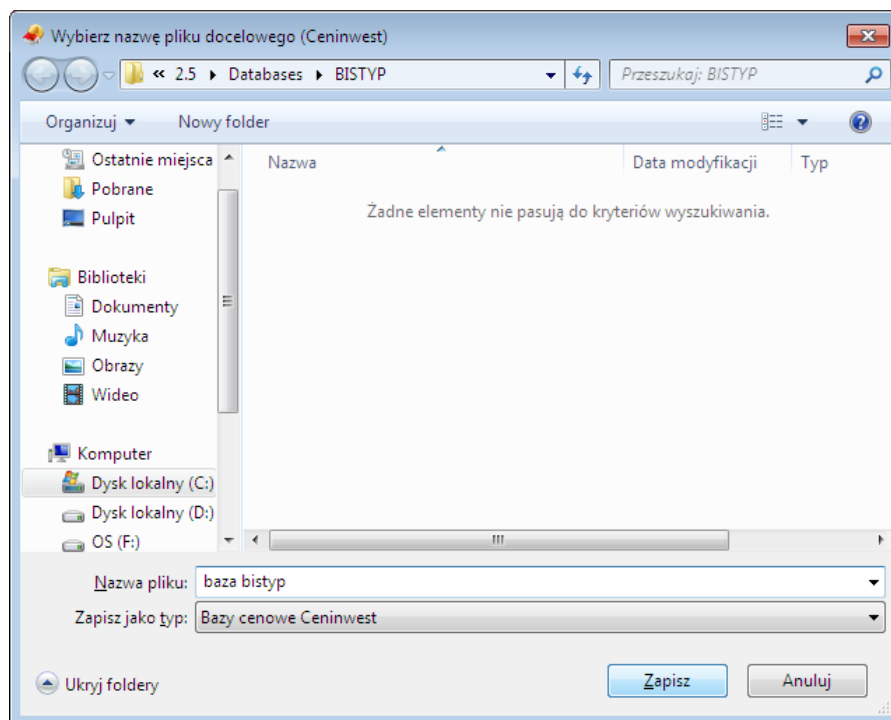 Wybierz nazwę pliku docelowego (Ceninwest)
« 2.5 ▸ Databases ▸ BISTYP
Przeszukaj: BISTYP
Organizuj Nowy folder
Nazwa Data modyfikacji Typ
Żadne elementy nie pasują do kryteriów wyszukiwania.
Ostatnie miejsca
Pobrane
Pulpit
Biblioteki
Dokumenty
Muzyka
Obrazy
Wideo
Komputer
Dysk lokalny (C:)
Dysk lokalny (D:)
OS (F:)
Nazwa pliku: baza bistyp
Zapisz jako typ: Bazy cenowe Ceninwest
Ukryj foldery Zapisz Anuluj